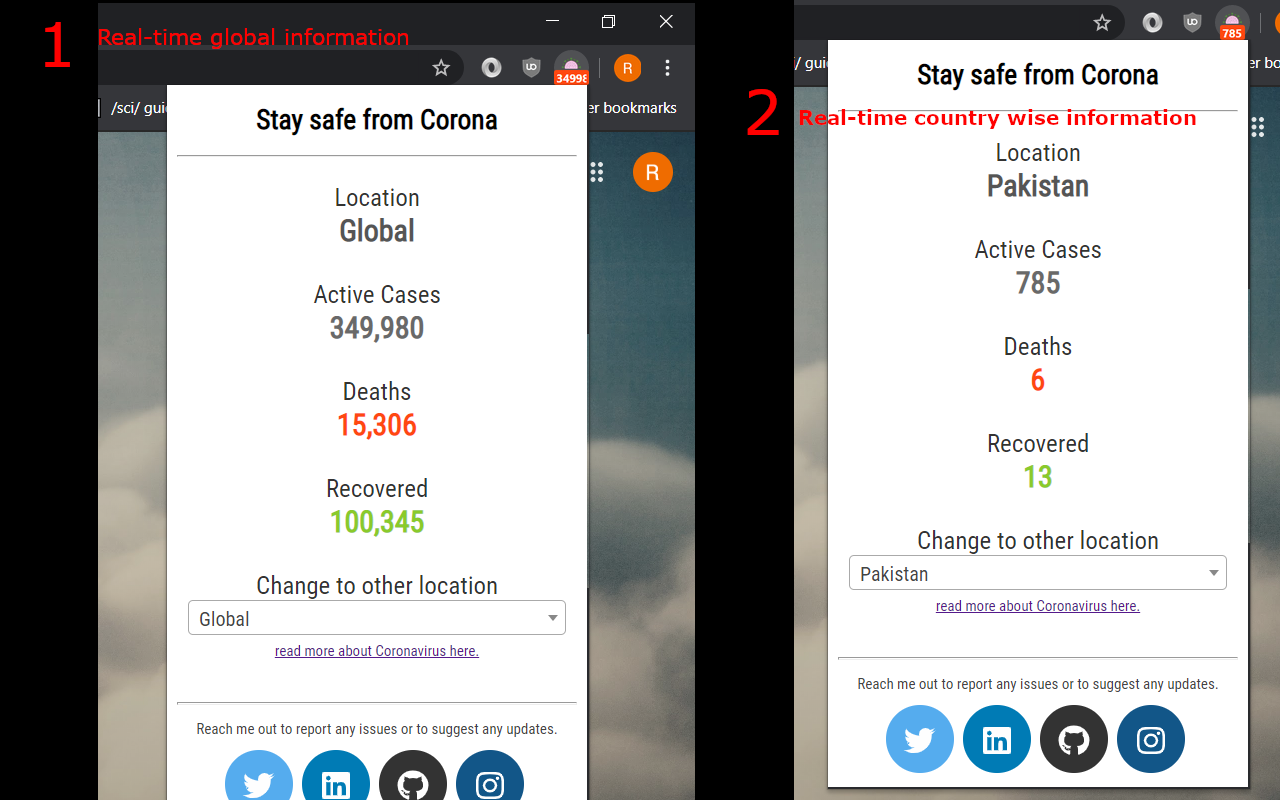 1
Real-time global information
34998
R
/sci/ gui
er bookmarks
Stay safe from Corona
R
Location
Global
Active Cases
349,980
Deaths
15,306
Recovered
100,345
Change to other location
Global
read more about Coronavirus here.
Reach me out to report any issues or to suggest any updates.
in
2
Real-time country wise information
785
/ guid
er bo
Stay safe from Corona
Location
Pakistan
Active Cases
785
Deaths
6
Recovered
13
Change to other location
Pakistan
read more about Coronavirus here.
Reach me out to report any issues or to suggest any updates.
in